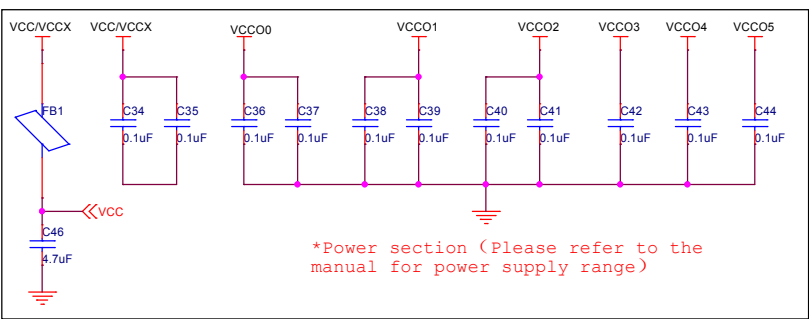 VCC/VCCX VCC/VCCX VCCO0 VCCO1 VCCO2 VCCO3 VCCO4 VCCO5
FB1 C34 C35 C36 C37 C38 C39 C40 C41 C42 C43 C44
0.1uF 0.1uF 0.1uF 0.1uF 0.1uF 0.1uF 0.1uF 0.1uF 0.1uF 0.1uF 0.1uF
VCC
C46
4.7uF
*Power section（Please refer to the
manual for power supply range）